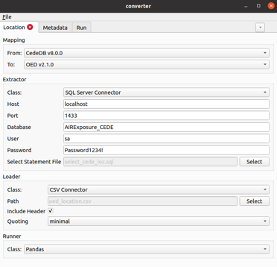 converter
File
Location Metadata Run +
Mapping
From: CedeDB v8.0.0
To: OED v2.1.0
Extractor
Class: SQL Server Connector
Host localhost
Port 1433
Database AIRExposure_CEDE
User sa
Password Password1234!
Select Statement File select_cede_loc.sql Select
Loader
Class: CSV Connector
Path oed_location.csv Select
Include Header
Quoting minimal
Runner
Class: Pandas